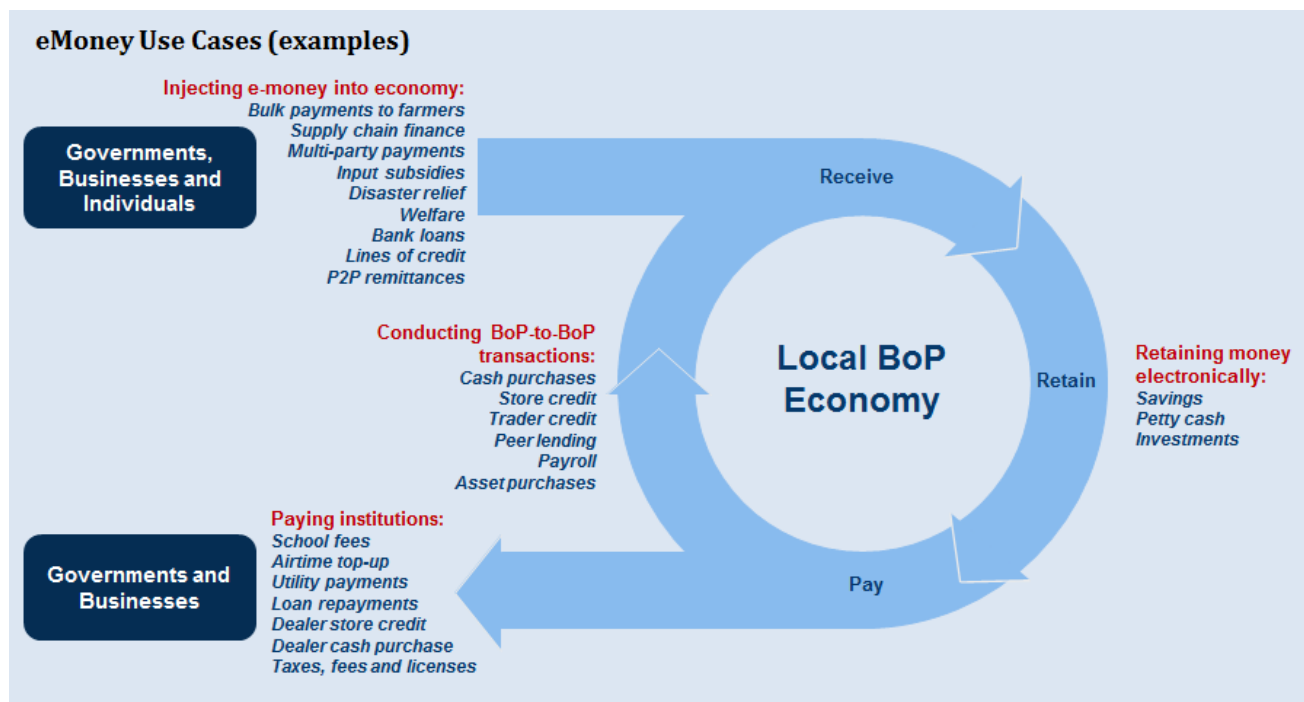 eMoney Use Cases (examples)
Injecting e-money into economy:
Bulk payments to farmers
Supply chain finance
Multi-party payments
Input subsidies
Disaster relief
Welfare
Bank loans
Lines of credit
P2P remittances
Governments,
Businesses and
Individuals
Receive
Conducting BoP-to-BoP
transactions:
Cash purchases
Store credit
Trader credit
Peer lending
Payroll
Asset purchases
Local BoP
Economy
Retain
Retaining money
electronically:
Savings
Petty cash
Investments
Paying institutions:
School fees
Airtime top-up
Utility payments
Loan repayments
Dealer store credit
Dealer cash purchase
Taxes, fees and licenses
Governments and
Businesses
Pay